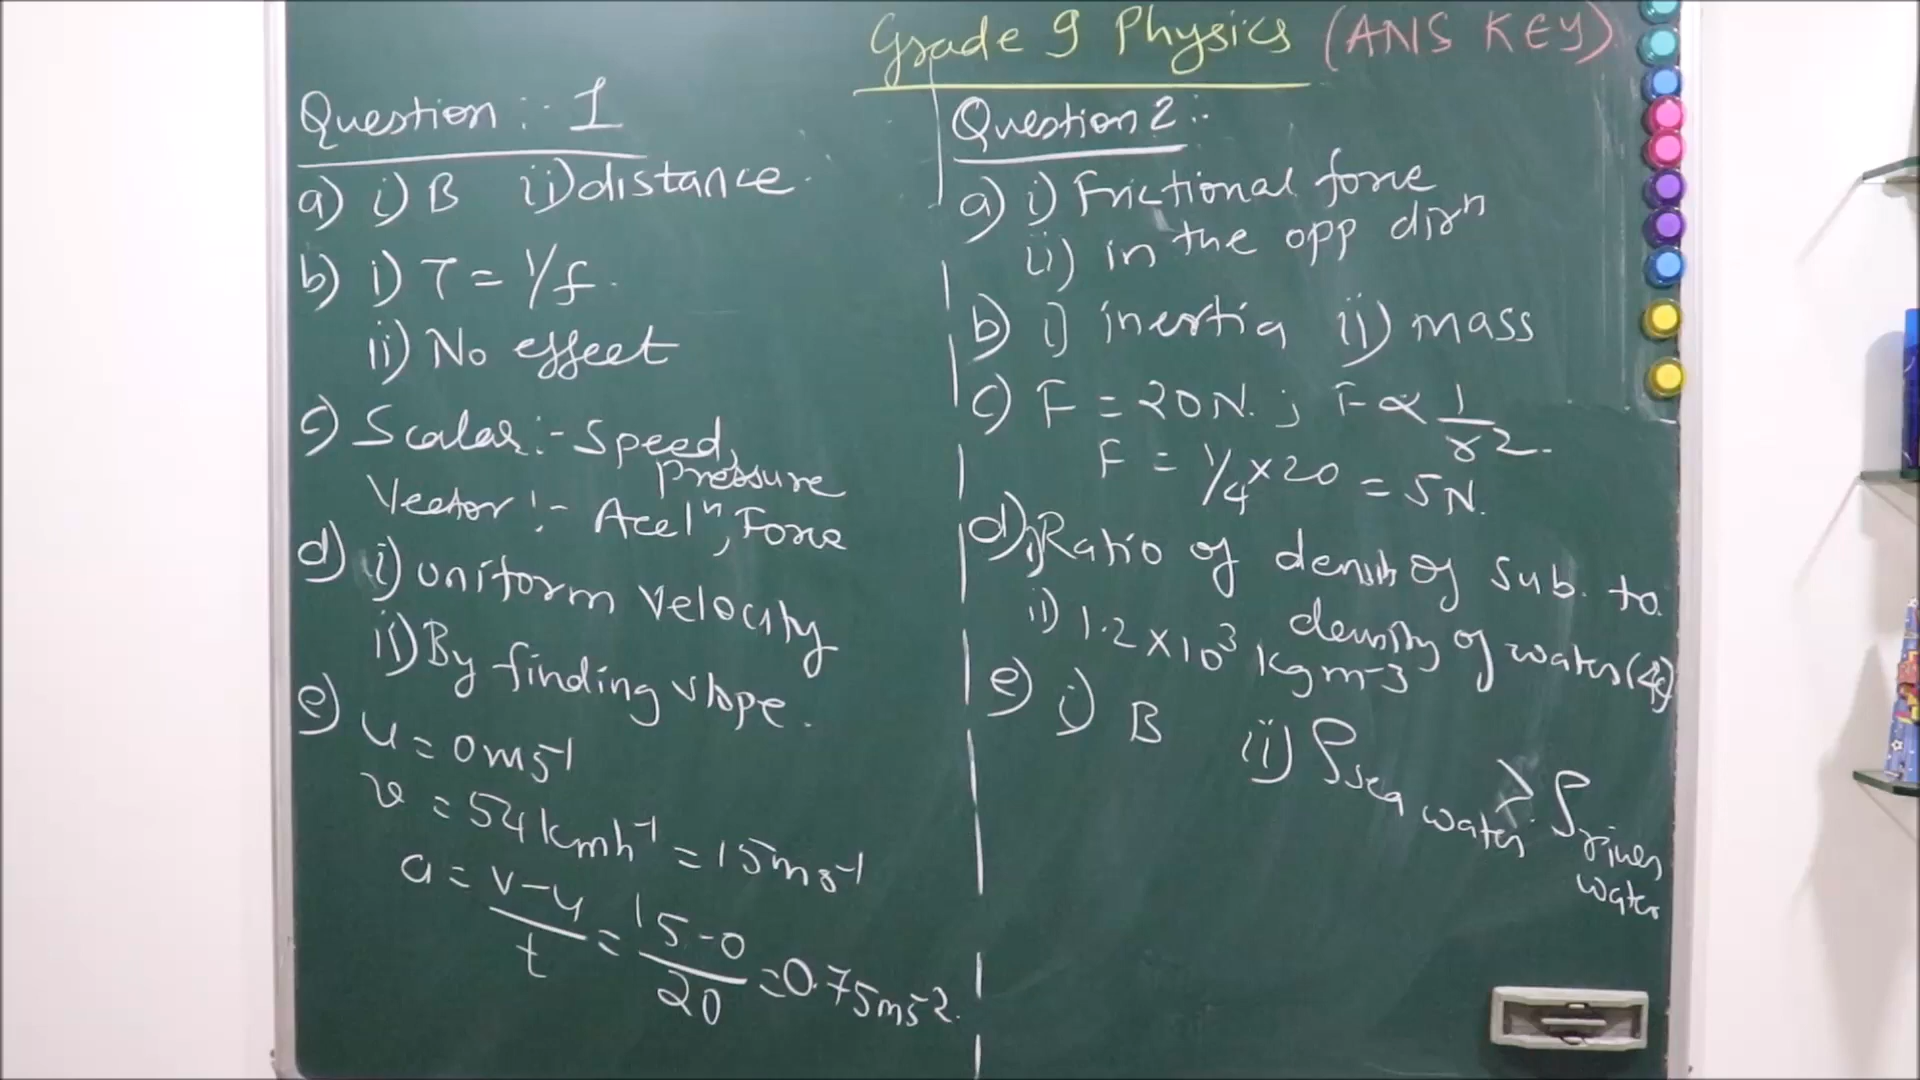 Grade 9 Physics (ANS KEY)
Question :- 1
a) i) B ii) distance.
b) i) T = 1/f.
ii) No effect
c) Scalar :- Speed,
Pressure
Vector :- Acelⁿ, Force
d) i) uniform velocity
ii) By finding slope.
e) u = 0 ms⁻¹
v = 54 kmh⁻¹ = 15 ms⁻¹
a = v-u/t = 15-0/20 = 0.75 ms⁻².
Question 2 :-
a) i) Frictional force
ii) in the opp dirⁿ
b) i) inertia ii) mass
c) F = 20N. ; F ∝ 1/r².
F = 1/4 × 20 = 5N.
d) i) Ratio of density of sub. to
density of water (4c)
ii) 1.2 × 10³ kg m⁻³
e) i) B ii) ρ sea water > ρ river
water